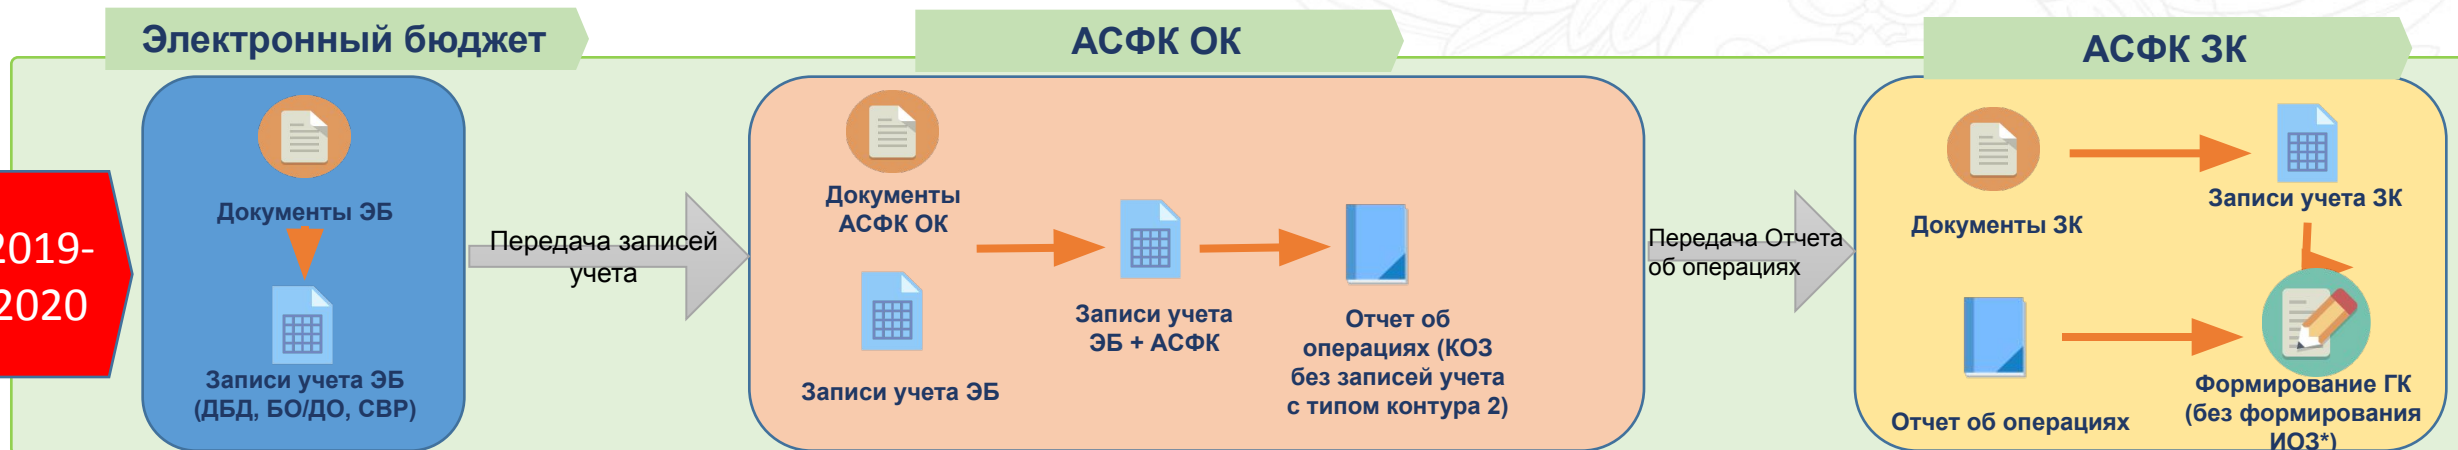 Электронный бюджет
АСФК ОК
АСФК ЗК
2019-
2020
Документы ЭБ
Записи учета ЭБ
(ДБД, БО/ДО, СВР)
Передача записей
учета
Документы
АСФК ОК
Записи учета ЭБ
Записи учета
ЭБ + АСФК
Отчет об
операциях (КОЗ
без записей учета
с типом контура 2)
Передача Отчета
об операциях
Документы ЗК
Записи учета ЗК
Отчет об операциях
Формирование ГК
(без формирования
ИОЗ*)